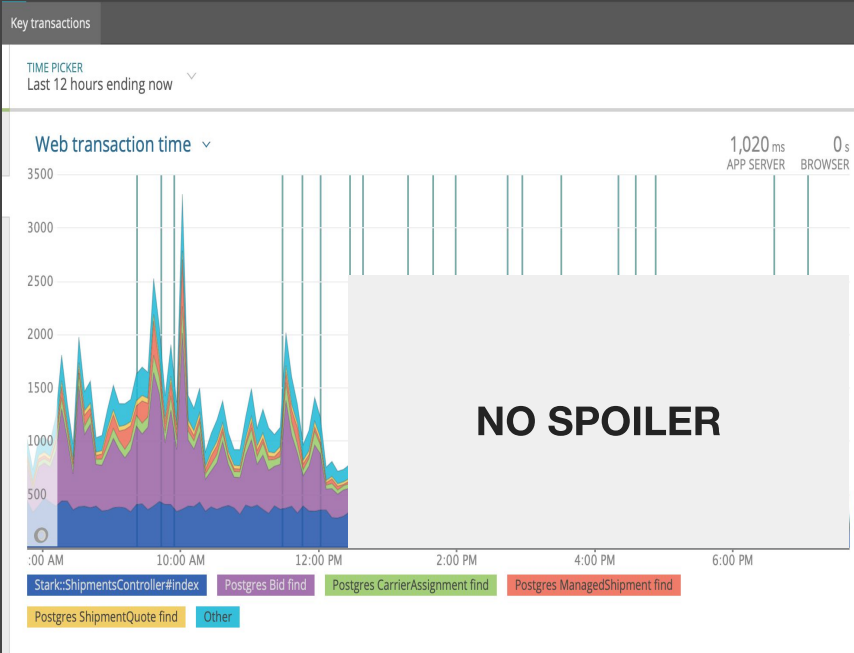 Key transactions
TIME PICKER
Last 12 hours ending now
Web transaction time
1,020 ms
0 s
APP SERVER
BROWSER
3500
3000
2500
2000
1500
1000
500
NO SPOILER
:00 AM
10:00 AM
12:00 PM
2:00 PM
4:00 PM
6:00 PM
Stark::ShipmentsController#index
Postgres Bid find
Postgres CarrierAssignment find
Postgres ManagedShipment find
Postgres ShipmentQuote find
Other